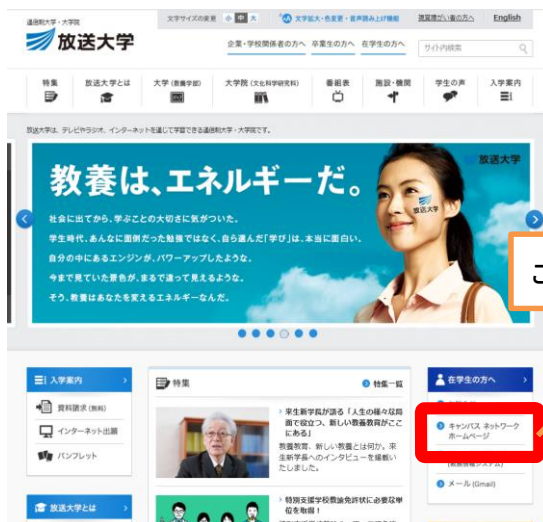 通信制大学・大学院
放送大学
文字サイズの変更 小 中 大
文字拡大・色変更・音声読み上げ機能
視覚障がい者の方へ
English
企業・学校関係者の方へ 卒業生の方へ 在学生の方へ
サイト内検索
特集
放送大学とは
大学 (教養学部)
大学院 (文化科学研究科)
番組表
施設・機関
学生の声
入学案内
放送大学は、テレビやラジオ、インターネットを通して学習できる通信制大学・大学院です。
放送大学
教養は、エネルギーだ。
放送大学
社会に出てから、学ぶことの大切さに気がついた。
学生時代、あんなに面倒だった勉強ではなく、自ら選んだ「学び」は、本当に面白い。
自分の中にあるエンジンが、パワーアップしたような。
今まで見ていた景色が、まるで違って見えるような。
そう、教養はあなたを変えるエネルギーなんだ。
入学案内
資料請求 (無料)
インターネット出願
パンフレット
放送大学とは
特集
特集一覧
来生新学長が語る「人生の様々な局
面で役立つ、新しい教養教育がここ
にある」
教養教育、新しい教養とは何か。来
生新学長へのインタビューを掲載い
たしました。
特別支援学校教諭免許状に必要な単
位を取得!
在学生の方へ
キャンパス ネットワーク
ホームページ
メール (Gmail)